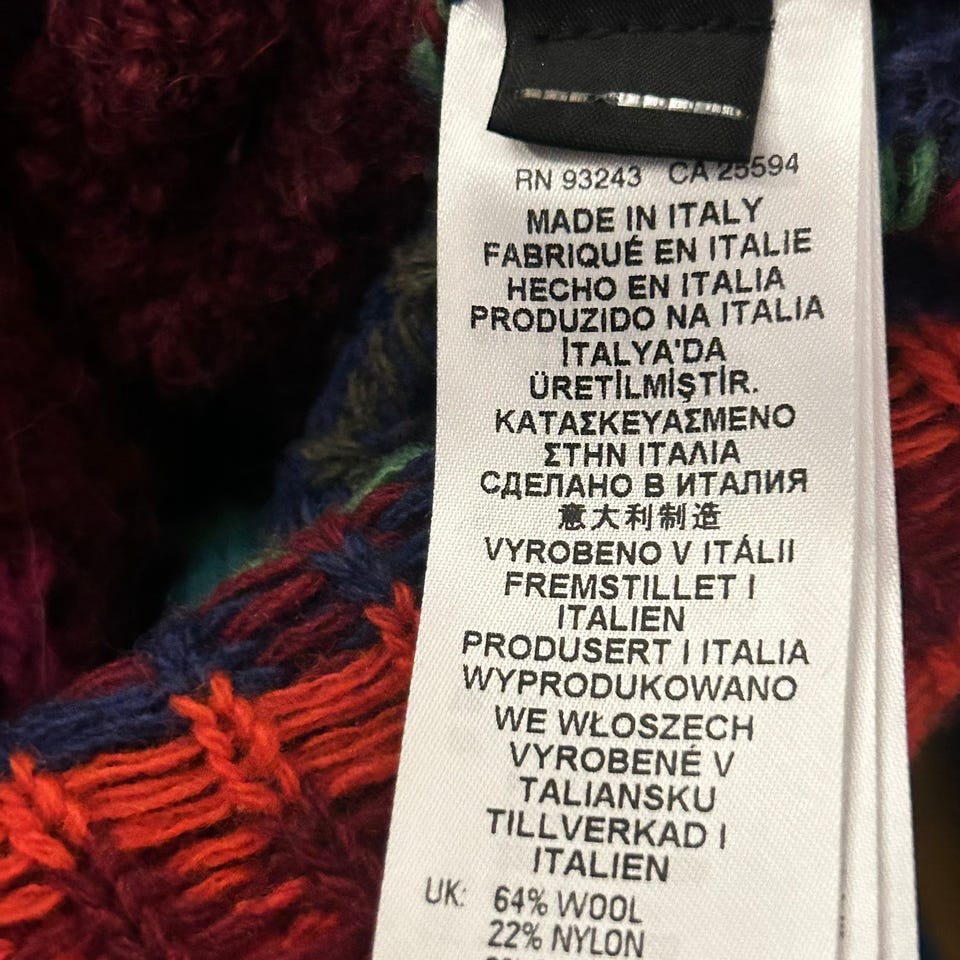 RN 93243 CA 25594
MADE IN ITALY
FABRIQUÉ EN ITALIE
HECHO EN ITALIA
PRODUZIDO NA ITALIA
İTALYA'DA
ÜRETİLMİŞTİR.
ΚΑΤΑΣΚΕΥΑΣΜΕΝΟ
ΣΤΗΝ ΙΤΑΛΙΑ
СДЕЛАНО В ИТАЛИЯ
意大利制造
VYROBENO V ITÁLII
FREMSTILLET I
ITALIEN
PRODUSERT I ITALIA
WYPRODUKOWANO
WE WŁOSZECH
VYROBENÉ V
TALIANSKU
TILLVERKAD I
ITALIEN
UK: 64% WOOL
22% NYLON